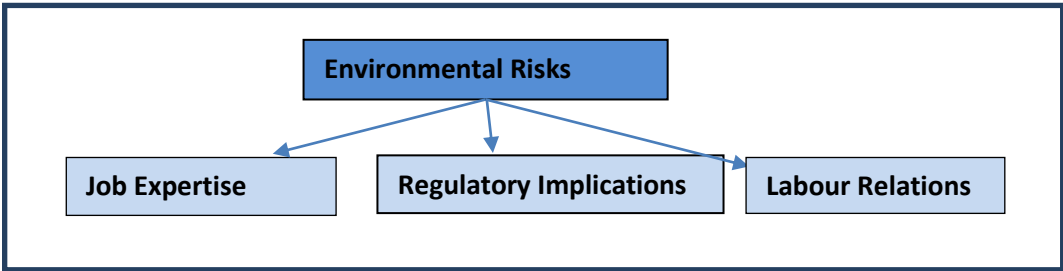 Environmental Risks
Job Expertise
Regulatory Implications
Labour Relations